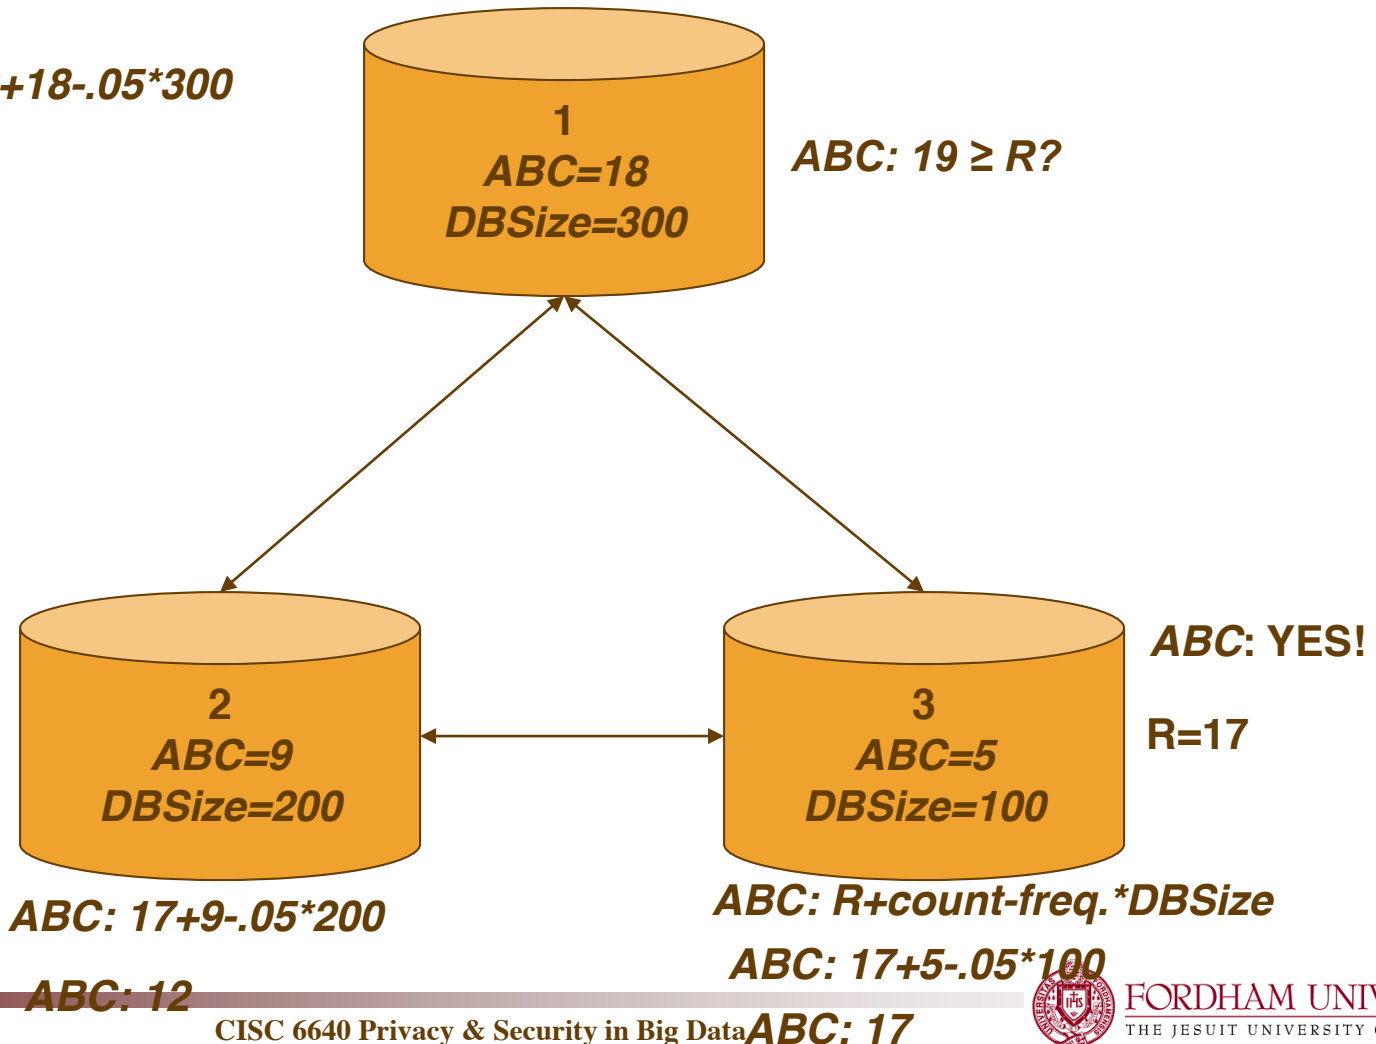 +18-.05*300
1
ABC=18
DBSize=300
ABC: 19 ≥ R?
2
ABC=9
DBSize=200
3
ABC=5
DBSize=100
ABC: YES!
R=17
ABC: 17+9-.05*200
ABC: 12
ABC: R+count-freq.*DBSize
ABC: 17+5-.05*100
ABC: 17
CISC 6640 Privacy & Security in Big Data
FORDHAM UNIV
THE JESUIT UNIVERSITY